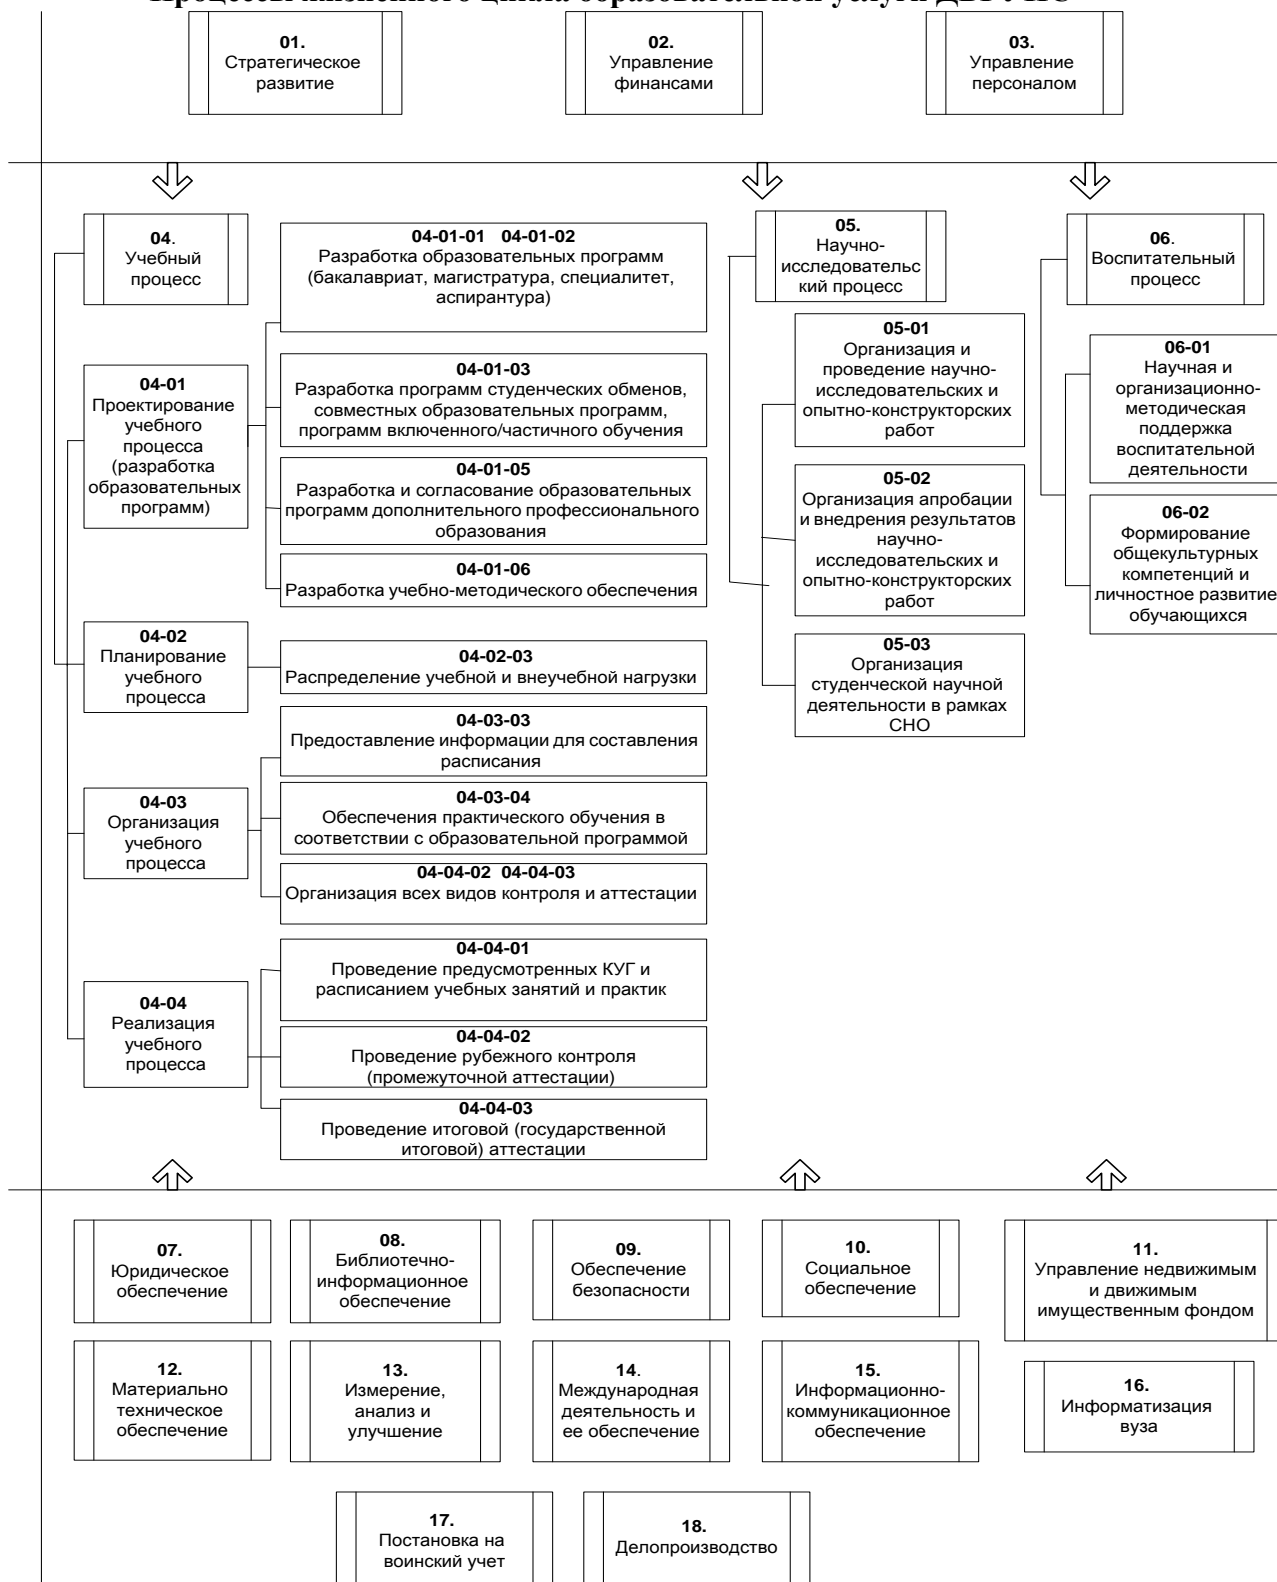 Процессы жизненного цикла образовательной услуги
01.
Стратегическое
развитие
02.
Управление
финансами
03.
Управление
персоналом
04.
Учебный
процесс
04-01-01 04-01-02
Разработка образовательных программ
(бакалавриат, магистратура, специалитет,
аспирантура)
04-01
Проектирование
учебного
процесса
(разработка
образовательных
программ)
04-01-03
Разработка программ студенческих обменов,
совместных образовательных программ,
программ включенного/частичного обучения
04-01-05
Разработка и согласование образовательных
программ дополнительного профессионального
образования
04-01-06
Разработка учебно-методического обеспечения
04-02
Планирование
учебного
процесса
04-02-03
Распределение учебной и внеучебной нагрузки
04-03-03
Предоставление информации для составления
расписания
04-03
Организация
учебного
процесса
04-03-04
Обеспечения практического обучения в
соответствии с образовательной программой
04-04-02 04-04-03
Организация всех видов контроля и аттестации
04-04-01
Проведение предусмотренных КУГ и
расписанием учебных занятий и практик
04-04
Реализация
учебного
процесса
04-04-02
Проведение рубежного контроля
(промежуточной аттестации)
04-04-03
Проведение итоговой (государственной
итоговой) аттестации
05.
Научно-
исследовательс
кий процесс
05-01
Организация и
проведение научно-
исследовательских и
опытно-конструкторских
работ
05-02
Организация апробации
и внедрения результатов
научно-
исследовательских и
опытно-конструкторских
работ
05-03
Организация
студенческой научной
деятельности в рамках
СНО
06.
Воспитательный
процесс
06-01
Научная и
организационно-
методическая
поддержка
воспитательной
деятельности
06-02
Формирование
общекультурных
компетенций и
личностное развитие
обучающихся
07.
Юридическое
обеспечение
08.
Библиотечно-
информационное
обеспечение
09.
Обеспечение
безопасности
10.
Социальное
обеспечение
11.
Управление недвижимым
и движимым
имущественным фондом
12.
Материально
техническое
обеспечение
13.
Измерение,
анализ и
улучшение
14.
Международная
деятельность и
ее обеспечение
15.
Информационно-
коммуникационное
обеспечение
16.
Информатизация
вуза
17.
Постановка на
воинский учет
18.
Делопроизводство